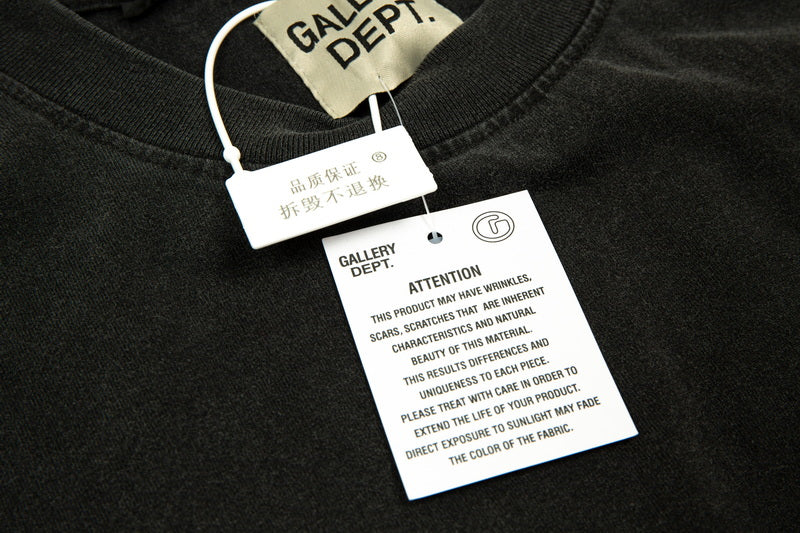 GALLERY
DEPT.
品质保证 ®
拆毁不退换
GALLERY
DEPT.
G
ATTENTION
THIS PRODUCT MAY HAVE WRINKLES,
SCARS, SCRATCHES THAT ARE INHERENT
CHARACTERISTICS AND NATURAL
BEAUTY OF THIS MATERIAL.
THIS RESULTS DIFFERENCES AND
UNIQUENESS TO EACH PIECE.
PLEASE TREAT WITH CARE IN ORDER TO
EXTEND THE LIFE OF YOUR PRODUCT.
DIRECT EXPOSURE TO SUNLIGHT MAY FADE
THE COLOR OF THE FABRIC.